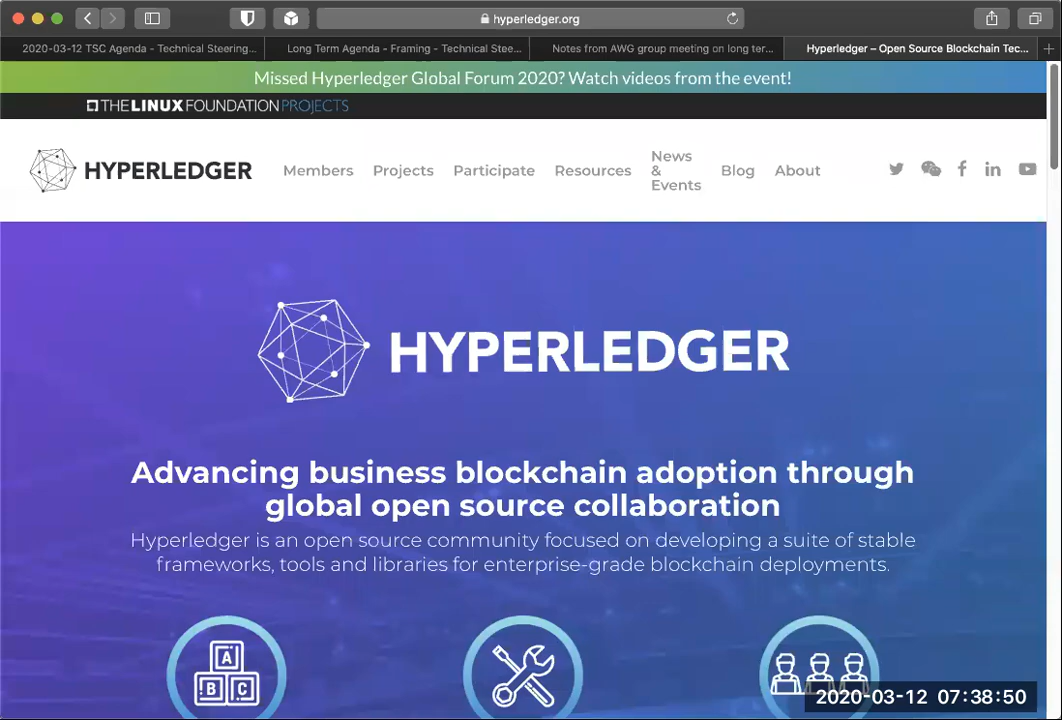 hyperledger.org
2020-03-12 TSC Agenda - Technical Steering...
Long Term Agenda - Framing - Technical Stee...
Notes from AWG group meeting on long ter...
Hyperledger – Open Source Blockchain Tec...
Missed Hyperledger Global Forum 2020? Watch videos from the event!
THE LINUX FOUNDATION PROJECTS
HYPERLEDGER
Members
Projects
Participate
Resources
News
&
Events
Blog
About
HYPERLEDGER
Advancing business blockchain adoption through
global open source collaboration
Hyperledger is an open source community focused on developing a suite of stable
frameworks, tools and libraries for enterprise-grade blockchain deployments.
A
B C
2020-03-12 07:38:50